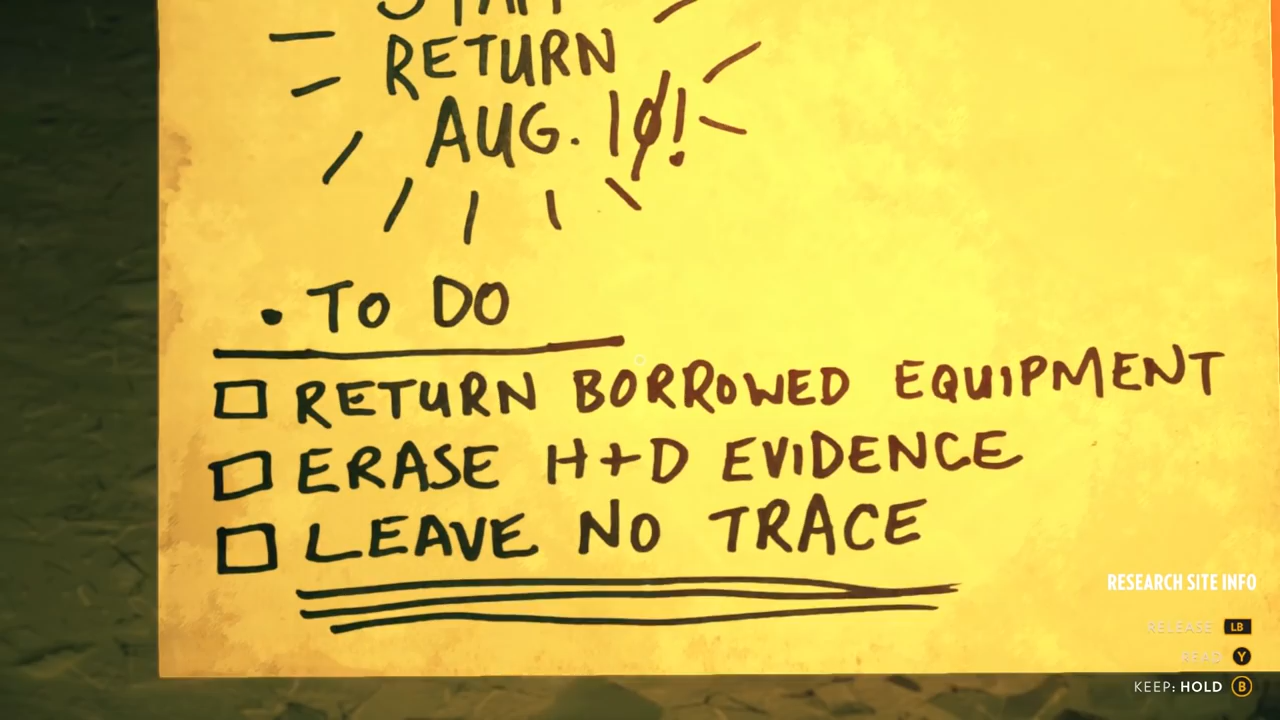 STAFF
RETURN
AUG. 10!
• TO DO
RETURN BORROWED EQUIPMENT
ERASE H+D EVIDENCE
LEAVE NO TRACE
RESEARCH SITE INFO
RELEASE LB
READ Y
KEEP: HOLD B